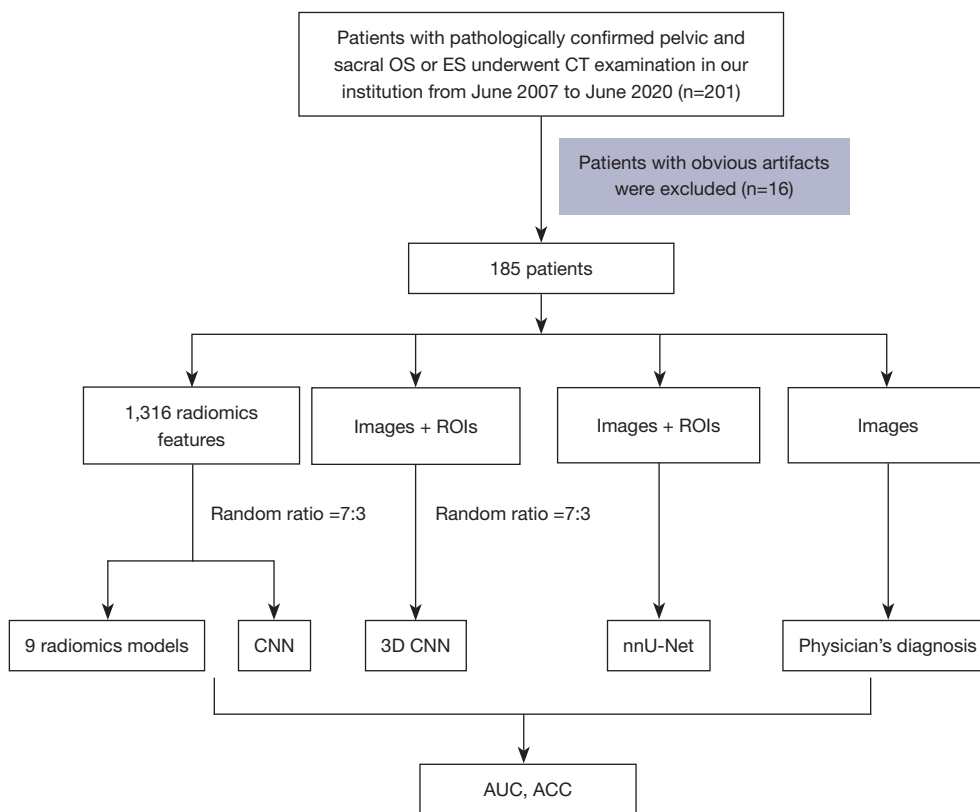 Patients with pathologically confirmed pelvic and
sacral OS or ES underwent CT examination in our
institution from June 2007 to June 2020 (n=201)
Patients with obvious artifacts
were excluded (n=16)
185 patients
1,316 radiomics
features
Images + ROIs
Images + ROIs
Images
Random ratio =7:3
Random ratio =7:3
9 radiomics models
CNN
3D CNN
nnU-Net
Physician's diagnosis
AUC, ACC